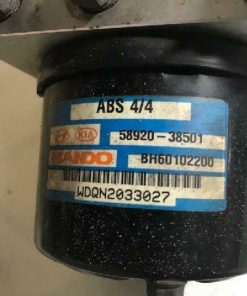 ABS 4/4
KIA 58920-38501
MANDO BH60102200
WDQN2033027